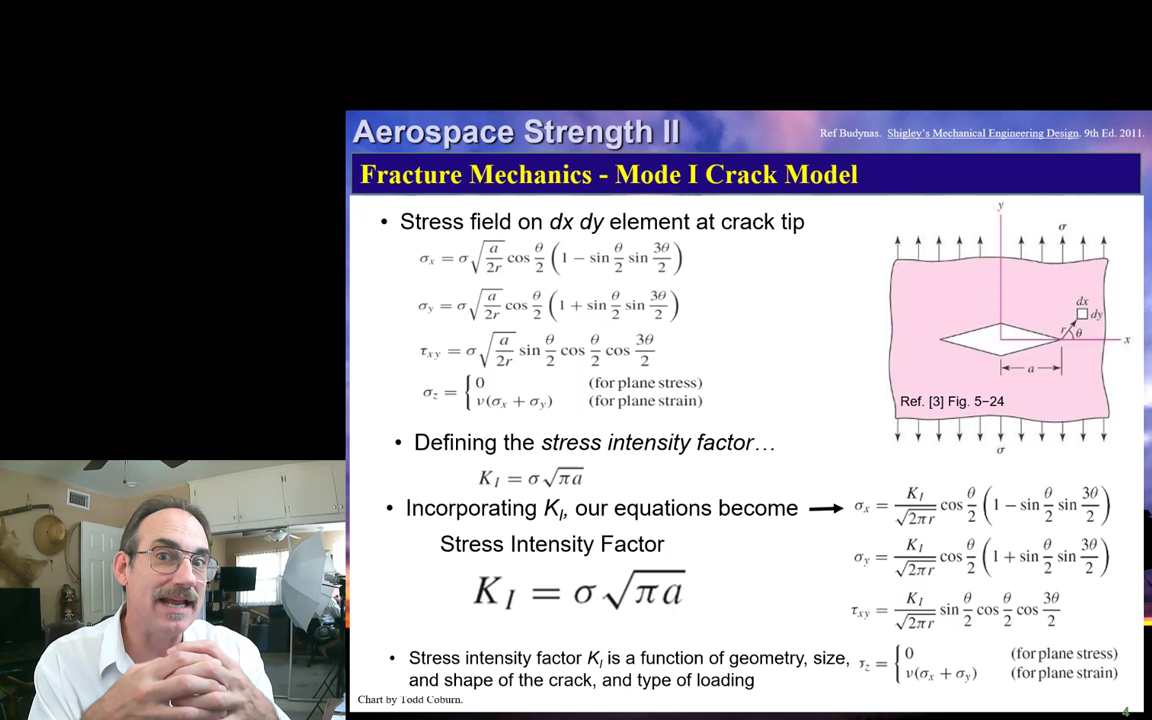 Aerospace Strength II
Ref Budynas. Shigley's Mechanical Engineering Design. 9th Ed. 2011.
Fracture Mechanics - Mode I Crack Model
• Stress field on dx dy element at crack tip
σx = σ√(a/2r) cos θ/2 (1 − sin θ/2 sin 3θ/2)
σy = σ√(a/2r) cos θ/2 (1 + sin θ/2 sin 3θ/2)
τxy = σ√(a/2r) sin θ/2 cos θ/2 cos 3θ/2
σz = { 0 (for plane stress)
ν(σx + σy) (for plane strain)
y
σ
dx
dy
r
θ
x
a
Ref. [3] Fig. 5−24
σ
• Defining the stress intensity factor…
KI = σ√πa
• Incorporating KI, our equations become
Stress Intensity Factor
KI = σ√πa
σx = KI/√2πr cos θ/2 (1 − sin θ/2 sin 3θ/2)
σy = KI/√2πr cos θ/2 (1 + sin θ/2 sin 3θ/2)
τxy = KI/√2πr sin θ/2 cos θ/2 cos 3θ/2
τz = { 0 (for plane stress)
ν(σx + σy) (for plane strain)
• Stress intensity factor KI is a function of geometry, size,
and shape of the crack, and type of loading
Chart by Todd Coburn.
4